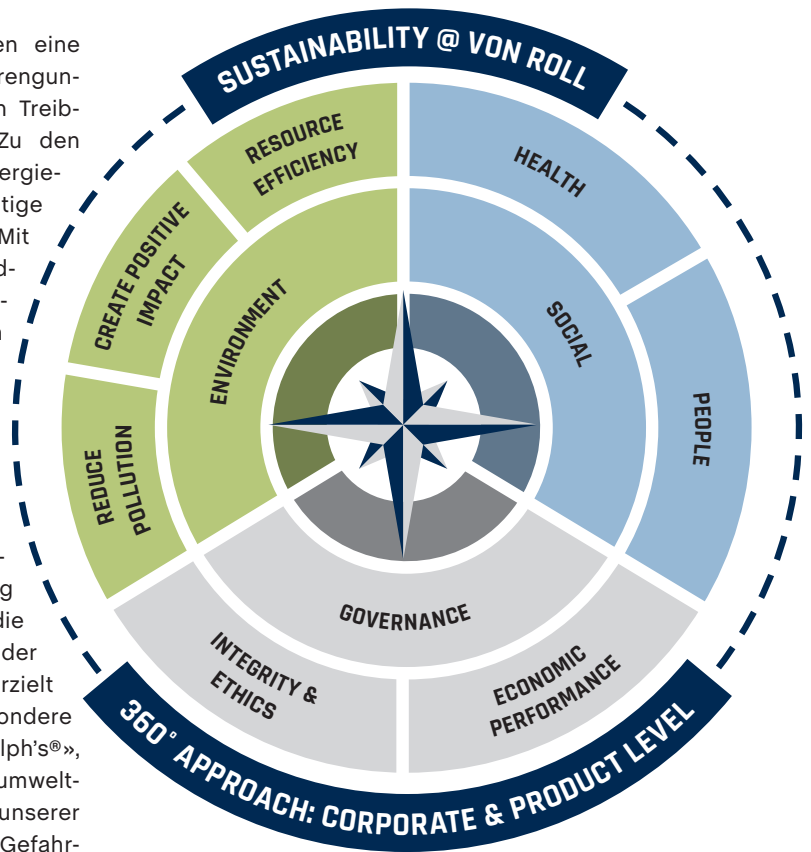 en eine
rengun-
n Treib-
Zu den
ergie-
tige
Mit
d-
-
n
-
g
die
der
rzielt
ondere
lph's®»,
umwelt-
unserer
Gefahr-
SUSTAINABILITY @ VON ROLL
RESOURCE
EFFICIENCY
HEALTH
CREATE POSITIVE
IMPACT
ENVIRONMENT
SOCIAL
PEOPLE
REDUCE
POLLUTION
GOVERNANCE
INTEGRITY &
ETHICS
ECONOMIC
PERFORMANCE
360° APPROACH: CORPORATE & PRODUCT LEVEL